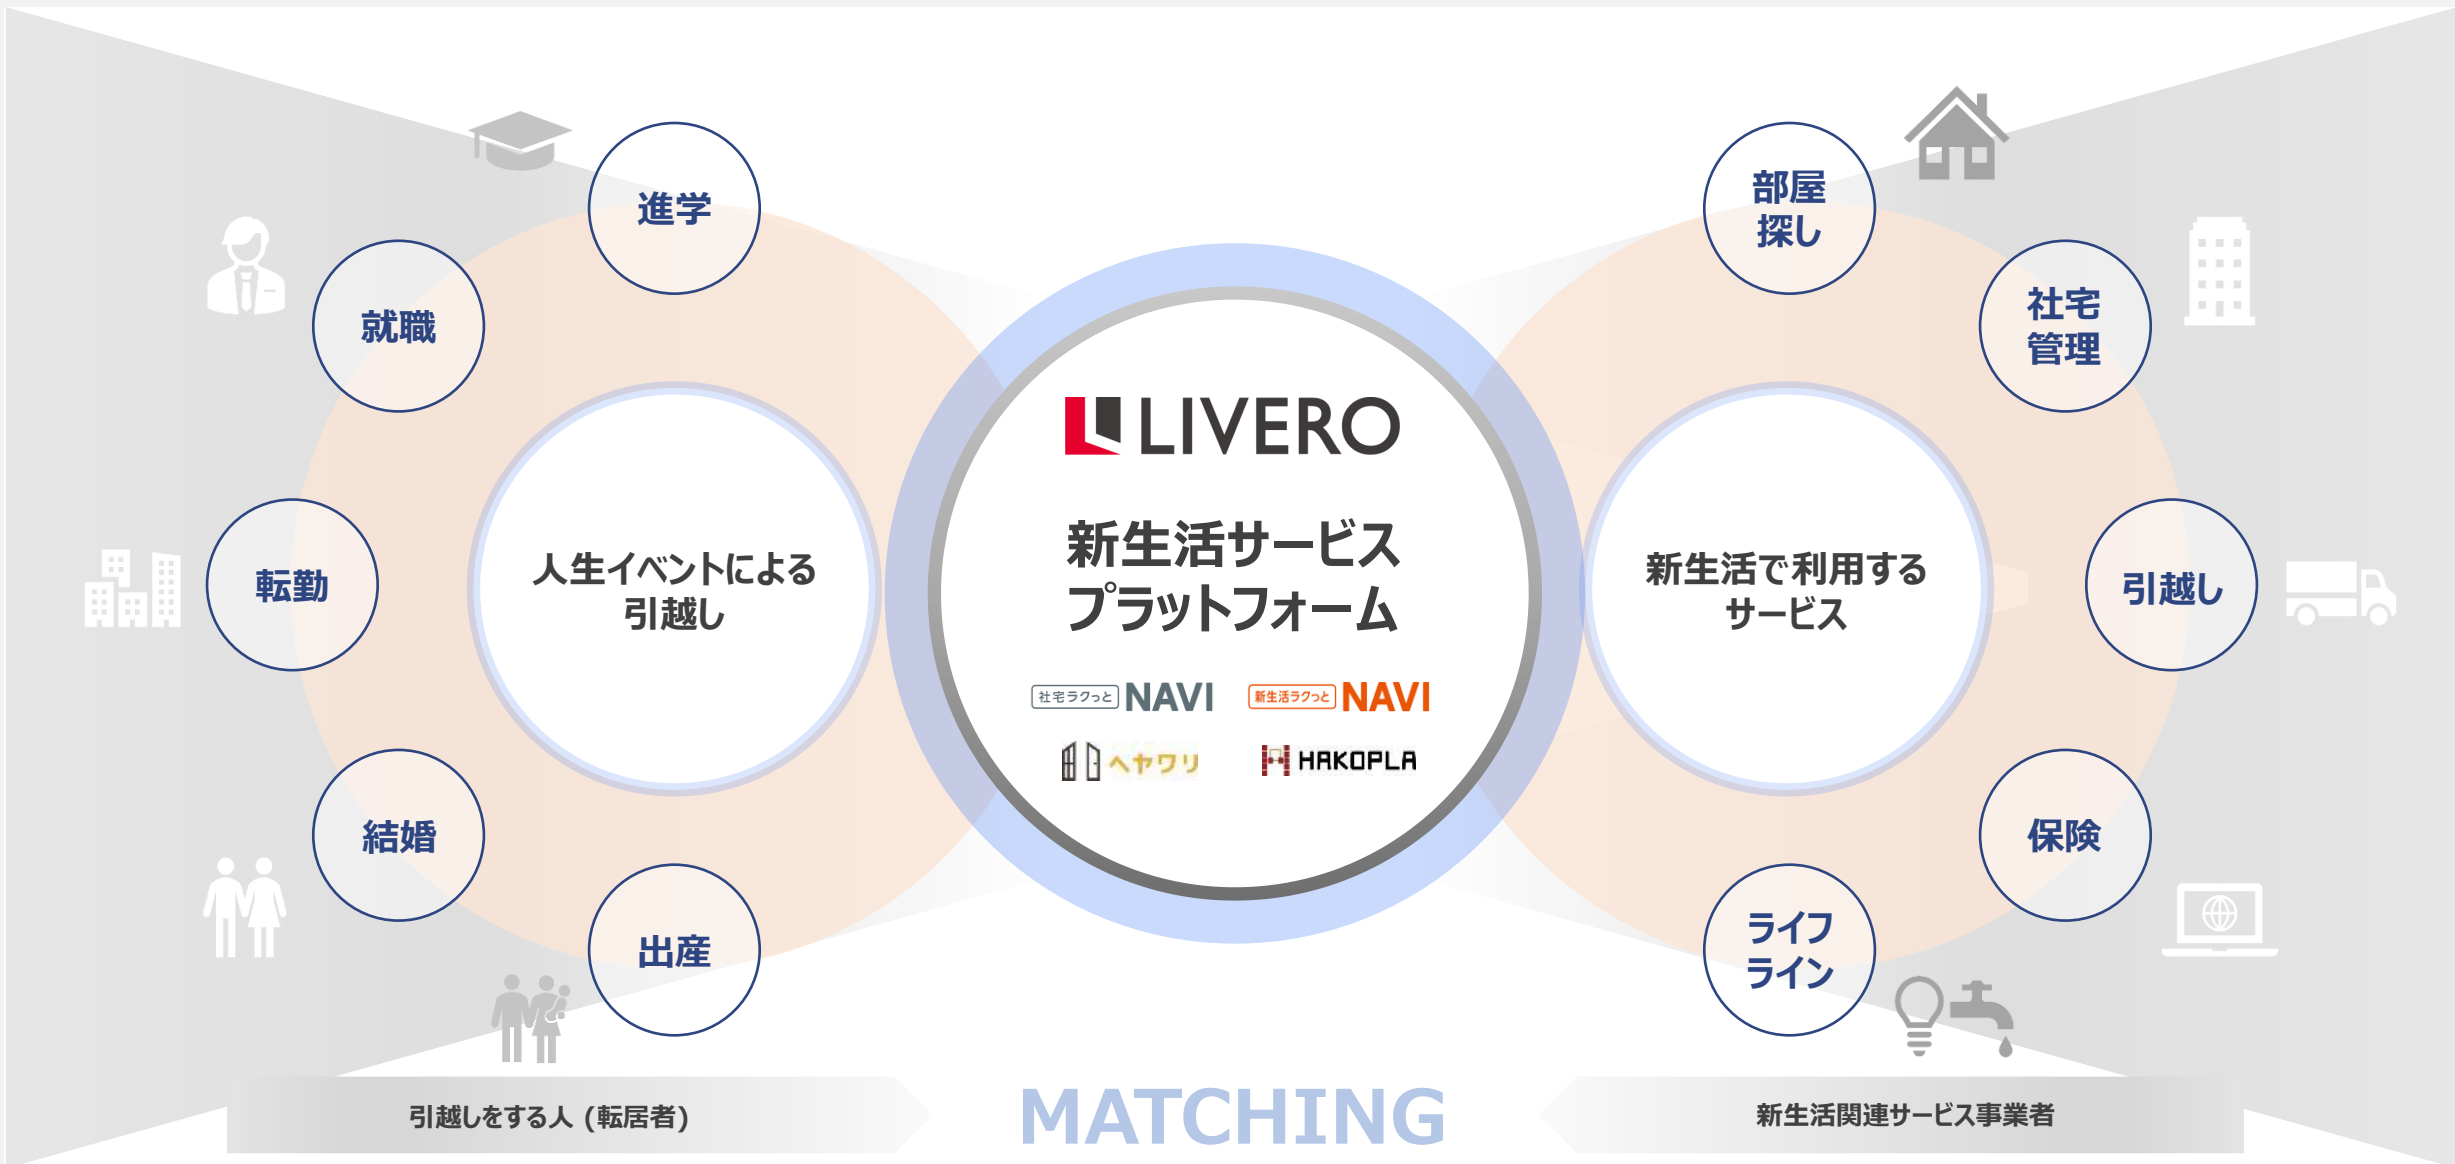 進学
就職
転勤
結婚
出産
人生イベントによる
引越し
LIVERO
新生活サービス
プラットフォーム
社宅ラクっと NAVI
新生活ラクっと NAVI
ヘヤワリ
HAKOPLA
新生活で利用する
サービス
部屋
探し
社宅
管理
引越し
保険
ライフ
ライン
引越しをする人 (転居者)
MATCHING
新生活関連サービス事業者